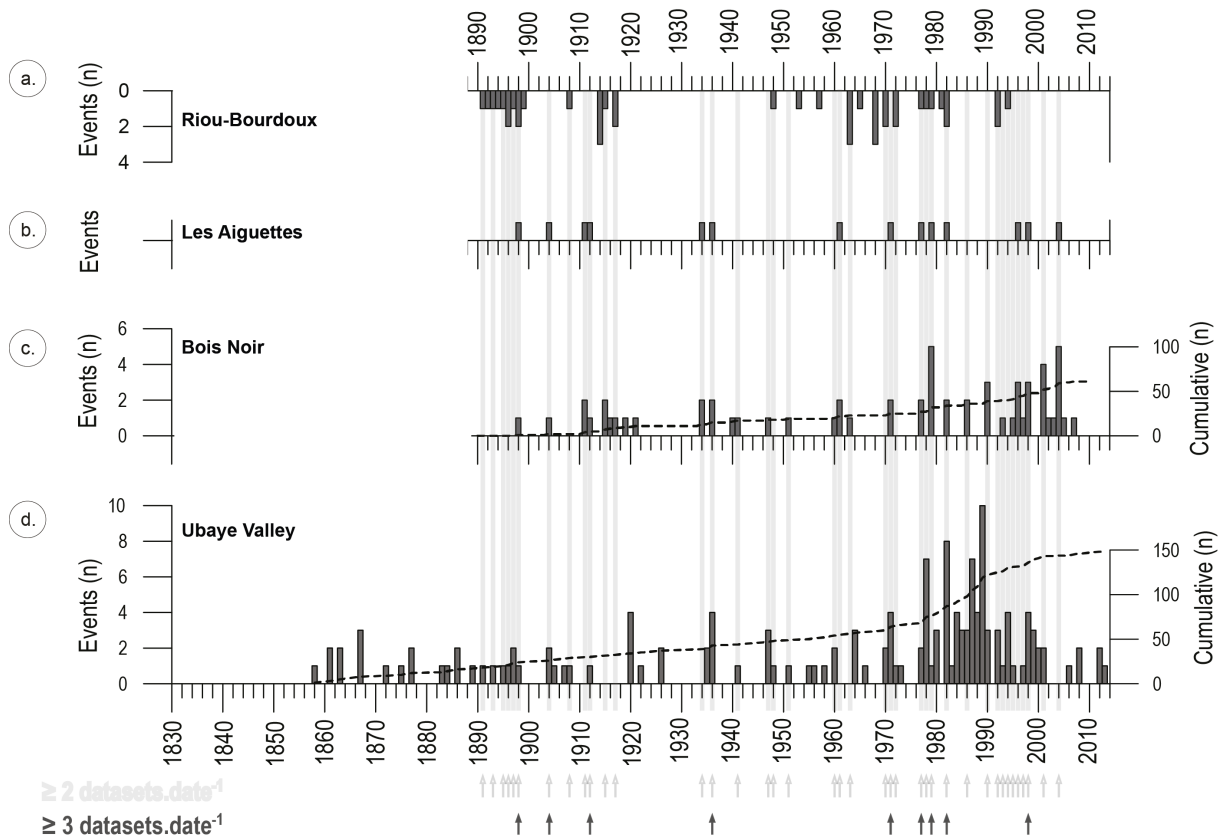 1890 1900 1910 1920 1930 1940 1950 1960 1970 1980 1990 2000 2010
a.
Events (n)
0
2
4
Riou-Bourdoux
b.
Events
Les Aiguettes
c.
Events (n)
6
4
2
0
Bois Noir
100
50
0
Cumulative (n)
d.
Events (n)
10
8
6
4
2
0
Ubaye Valley
150
100
50
0
Cumulative (n)
1830 1840 1850 1860 1870 1880 1890 1900 1910 1920 1930 1940 1950 1960 1970 1980 1990 2000 2010
≥ 2 datasets.date⁻¹
≥ 3 datasets.date⁻¹